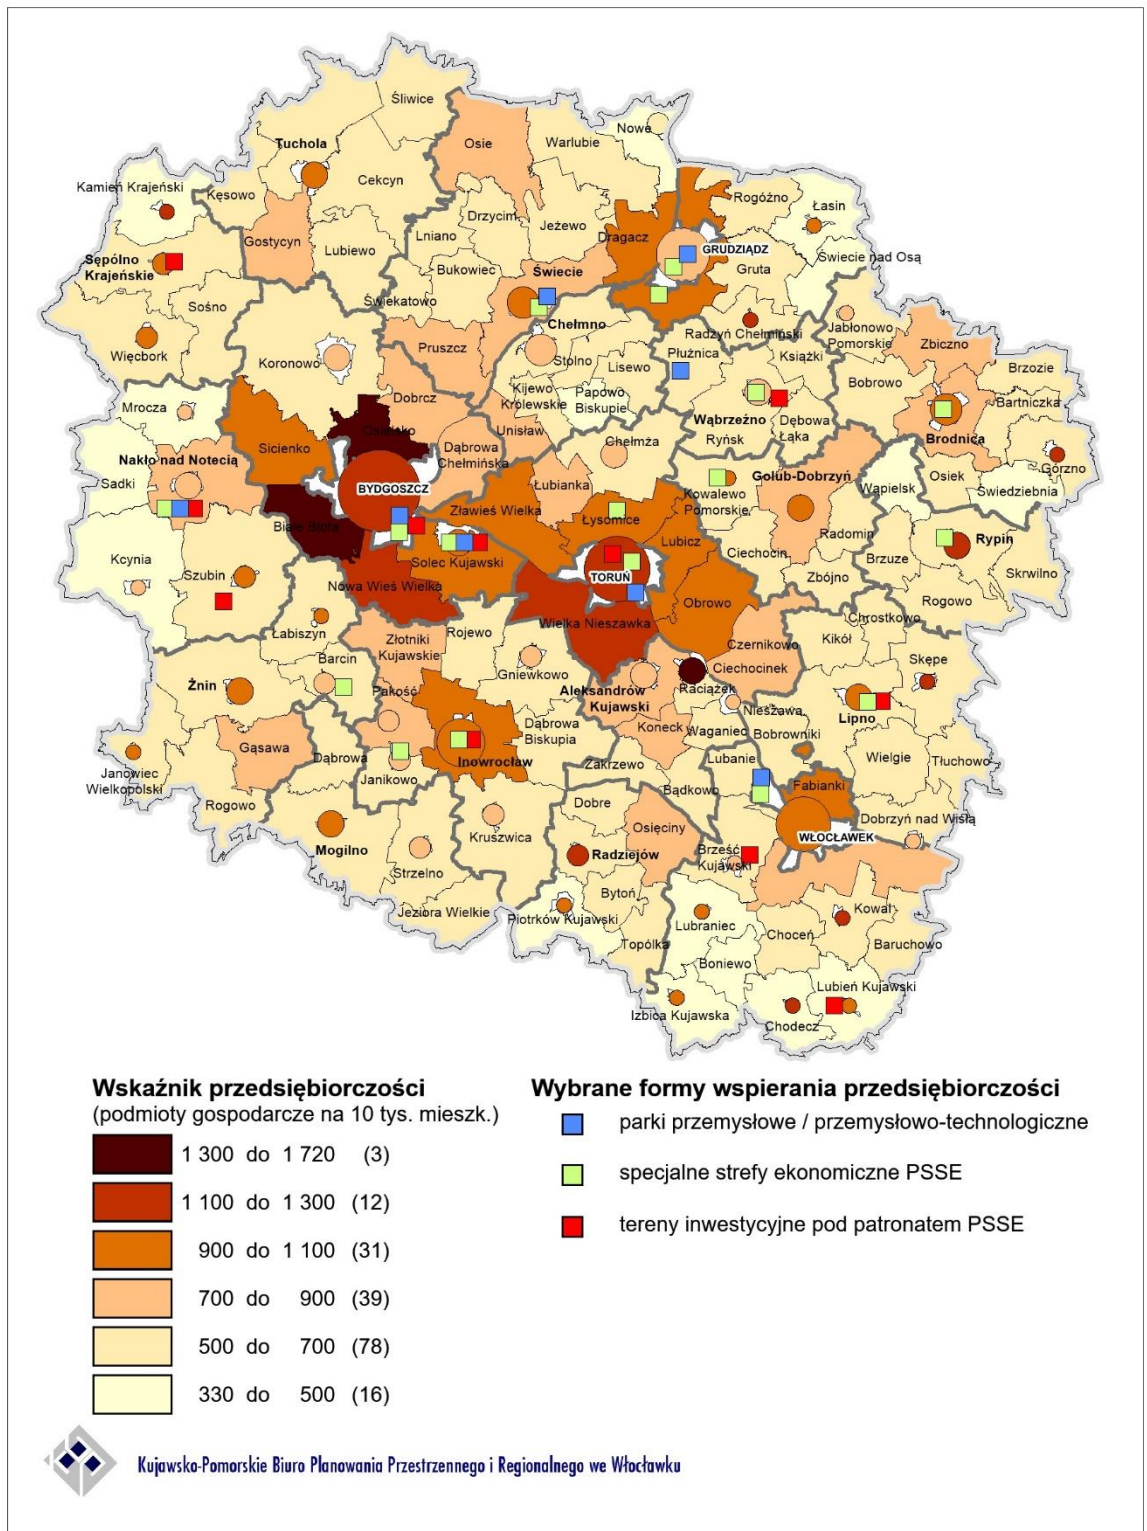 Śliwice
Nowe
Osie
Warlubie
Tuchola
Kamień Krajeński
Kęsowo
Cekcyn
Rogóźno
Łasin
Drzycim
Jeżewo
Dragacz
Gostycyn
Lniano
Lubiewo
GRUDZIĄDZ
Świecie nad Osą
Sępólno
Krajeńskie
Bukowiec
Świecie
Gruta
Sośno
Świekatowo
Chełmno
Radzyń Chełmiński
Jabłonowo
Pomorskie
Zbiczno
Więcbork
Koronowo
Pruszcz
Stolno
Płużnica
Książki
Lisewo
Brzozie
Bobrowo
Bartniczka
Mrocza
Dobrcz
Kijewo
Królewskie
Papowo
Biskupie
Wąbrzeźno
Dębowa
Łąka
Brodnica
Osielsko
Unisław
Ryńsk
Górzno
Sicienko
Dąbrowa
Chełmińska
Chełmża
Golub-Dobrzyń
Nakło nad Notecią
Sadki
BYDGOSZCZ
Łubianka
Kowalewo
Pomorskie
Wąpielsk
Osiek
Świedziebnia
Zławieś Wielka
Łysomice
Białe Błota
Lubicz
Radomin
Rypin
Kcynia
Solec Kujawski
Ciechocin
Brzuze
Szubin
Nowa Wieś Wielka
TORUŃ
Zbójno
Skrwilno
Obrowo
Rogowo
Wielka Nieszawka
Chrostkowo
Łabiszyn
Złotniki
Kujawskie
Rojewo
Czernikowo
Kikół
Barcin
Gniewkowo
Ciechocinek
Skępe
Żnin
Pakość
Aleksandrów
Kujawski
Raciążek
Nieszawa
Lipno
Dąbrowa
Biskupia
Koneck
Waganiec
Bobrowniki
Gąsawa
Dąbrowa
Inowrocław
Zakrzewo
Lubanie
Wielgie
Tłuchowo
Janowiec
Wielkopolski
Janikowo
Bądkowo
Fabianki
Rogowo
Dobre
Kruszwica
Osięciny
Dobrzyń nad Wisłą
WŁOCŁAWEK
Mogilno
Radziejów
Brześć
Kujawski
Strzelno
Bytoń
Kowal
Jeziora Wielkie
Piotrków Kujawski
Lubraniec
Choceń
Topólka
Baruchowo
Boniewo
Lubień Kujawski
Izbica Kujawska
Chodecz
Wskaźnik przedsiębiorczości
(podmioty gospodarcze na 10 tys. mieszk.)
1 300 do 1 720 (3)
1 100 do 1 300 (12)
900 do 1 100 (31)
700 do 900 (39)
500 do 700 (78)
330 do 500 (16)
Wybrane formy wspierania przedsiębiorczości
parki przemysłowe / przemysłowo-technologiczne
specjalne strefy ekonomiczne PSSE
tereny inwestycyjne pod patronatem PSSE
Kujawsko-Pomorskie Biuro Planowania Przestrzennego i Regionalnego we Włocławku